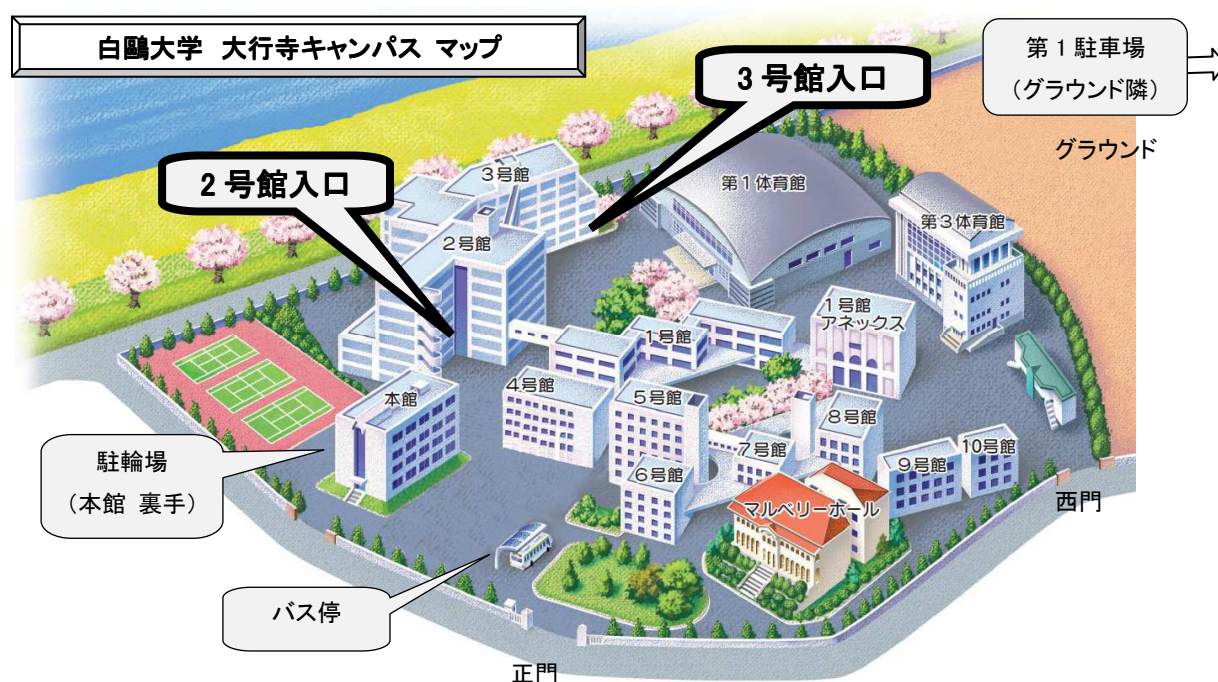 白鷗大学 大行寺キャンパス マップ
第1駐車場
（グラウンド隣）
グラウンド
3号館入口
2号館入口
3号館
第1体育館
第3体育館
2号館
1号館
アネックス
1号館
4号館
5号館
本館
8号館
7号館
6号館
9号館
10号館
マルベリーホール
駐輪場
（本館 裏手）
西門
バス停
正門